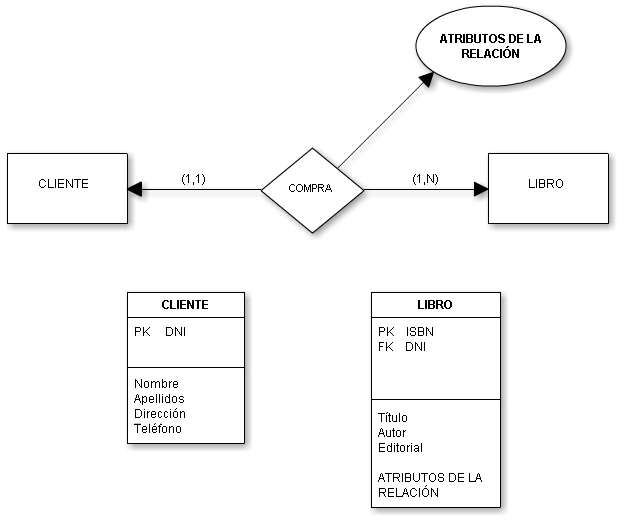 ATRIBUTOS DE LA
RELACIÓN
CLIENTE
(1,1)
COMPRA
(1,N)
LIBRO
CLIENTE
PK DNI
Nombre
Apellidos
Dirección
Teléfono
LIBRO
PK ISBN
FK DNI
Título
Autor
Editorial
ATRIBUTOS DE LA
RELACIÓN